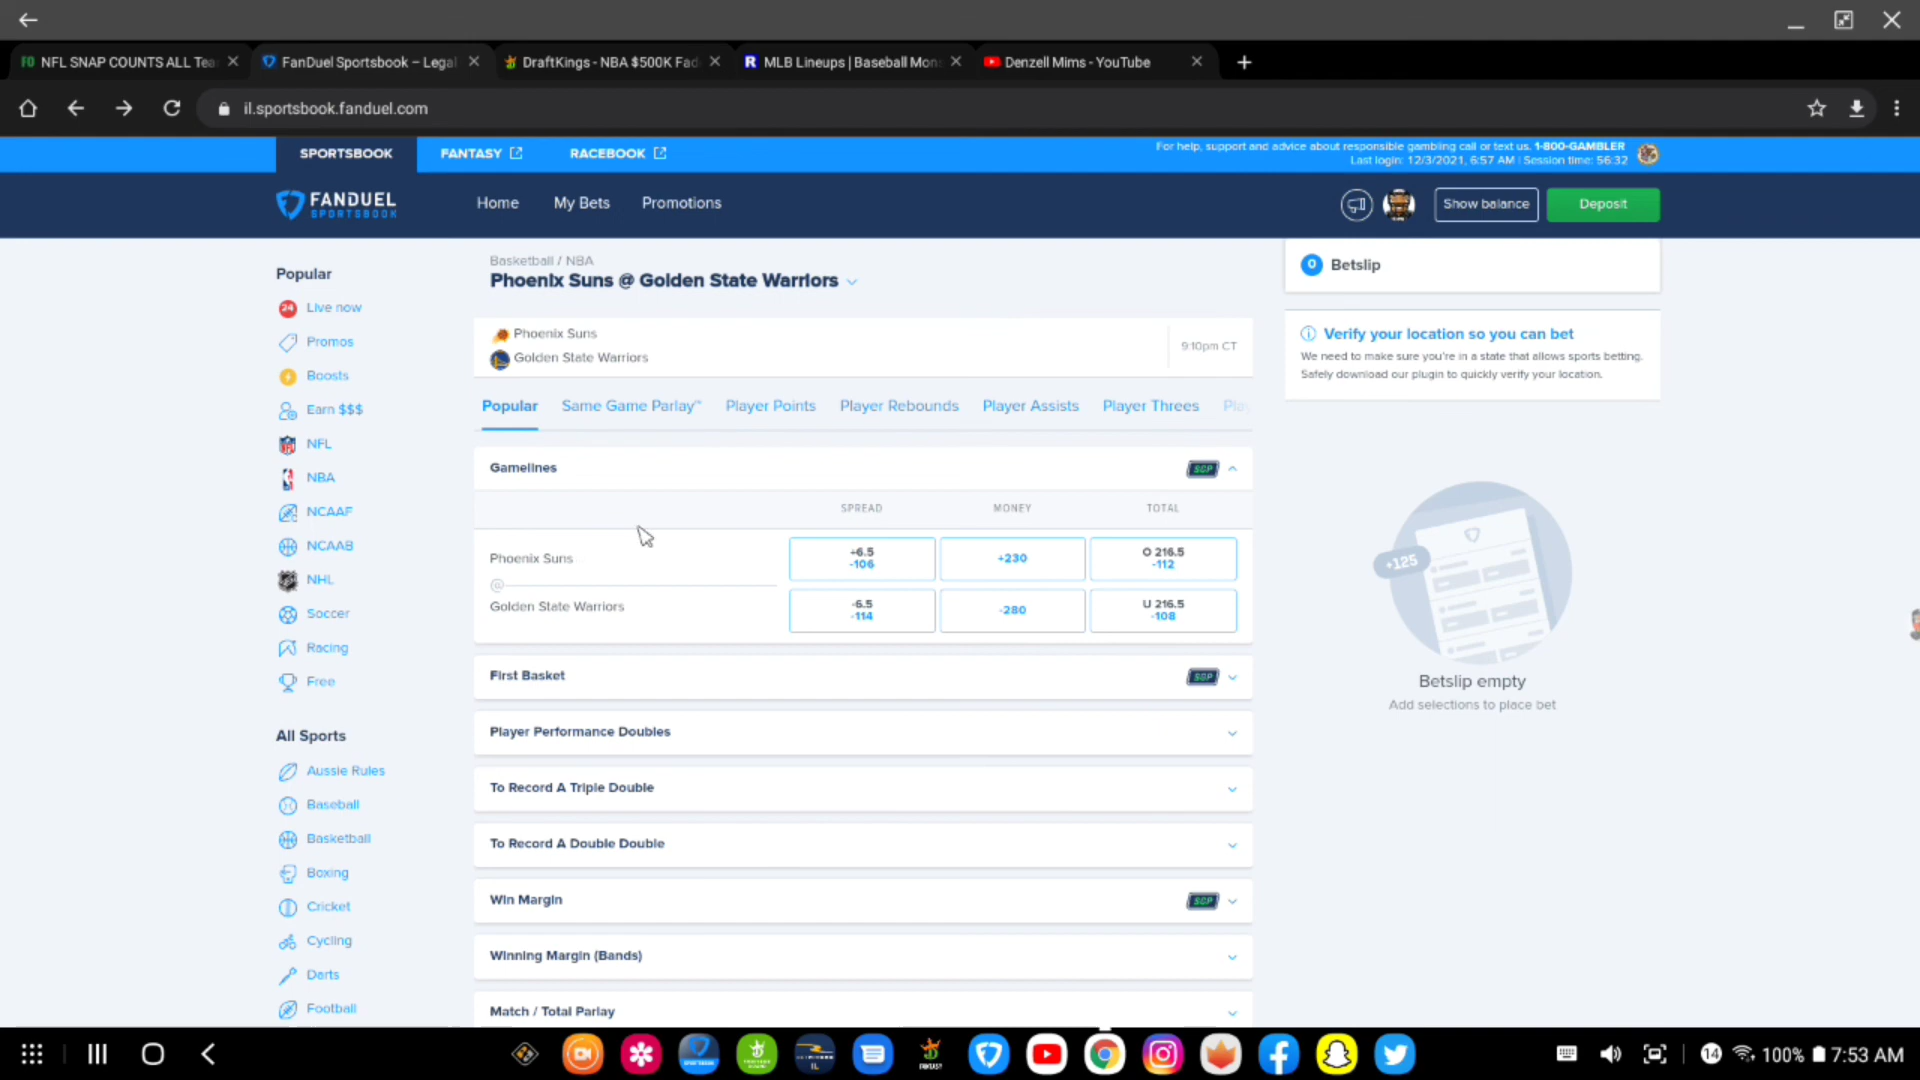 NFL SNAP COUNTS ALL Tea
FanDuel Sportsbook – Legal
DraftKings - NBA $500K Fad
MLB Lineups | Baseball Mon
Denzell Mims - YouTube
il.sportsbook.fanduel.com
SPORTSBOOK
FANTASY
RACEBOOK
For help, support and advice about responsible gambling call or text us. 1-800-GAMBLER
Last login: 12/3/2021, 6:57 AM | Session time: 56:32
FANDUEL
SPORTSBOOK
Home
My Bets
Promotions
Show balance
Deposit
Popular
24
Live now
Promos
Boosts
Earn $$$
NFL
NBA
NCAAF
NCAAB
NHL
Soccer
Racing
Free
All Sports
Aussie Rules
Baseball
Basketball
Boxing
Cricket
Cycling
Darts
Football
Basketball / NBA
Phoenix Suns @ Golden State Warriors
Phoenix Suns
Golden State Warriors
9:10pm CT
Popular
Same Game Parlay™
Player Points
Player Rebounds
Player Assists
Player Threes
Play
Gamelines
SGP
SPREAD
MONEY
TOTAL
Phoenix Suns
+6.5
-106
+230
O 216.5
-112
@
Golden State Warriors
-6.5
-114
-280
U 216.5
-108
First Basket
SGP
Player Performance Doubles
To Record A Triple Double
To Record A Double Double
Win Margin
SGP
Winning Margin (Bands)
Match / Total Parlay
0
Betslip
Verify your location so you can bet
We need to make sure you're in a state that allows sports betting.
Safely download our plugin to quickly verify your location.
+125
Betslip empty
Add selections to place bet
14
100%
7:53 AM